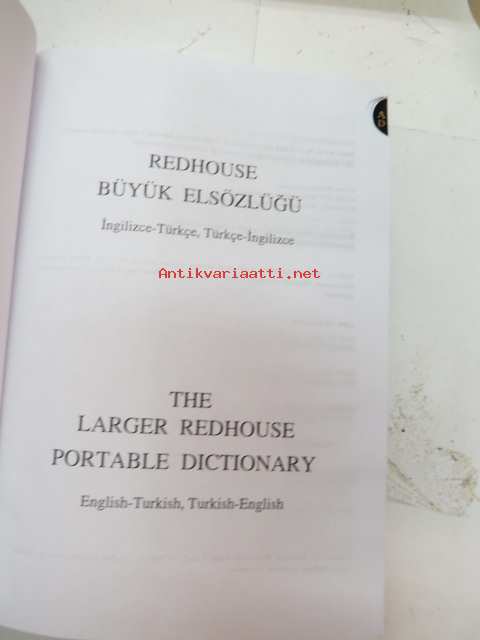 A
D
REDHOUSE
BÜYÜK ELSÖZLÜĞÜ
İngilizce-Türkçe, Türkçe-İngilizce
Antikvariaatti.net
THE
LARGER REDHOUSE
PORTABLE DICTIONARY
English-Turkish, Turkish-English